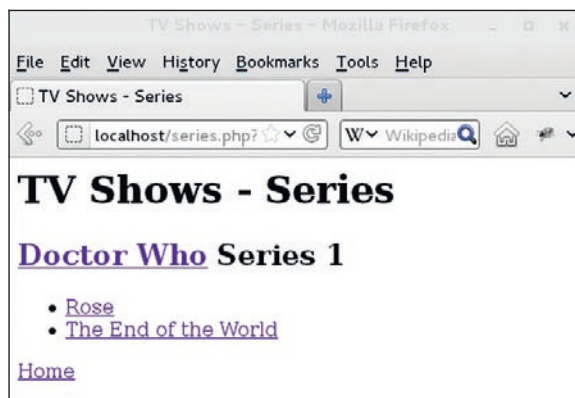 TV Shows - Series - Mozilla Firefox
File Edit View History Bookmarks Tools Help
TV Shows - Series
localhost/series.php? W Wikipedia
TV Shows - Series
Doctor Who Series 1
Rose
The End of the World
Home